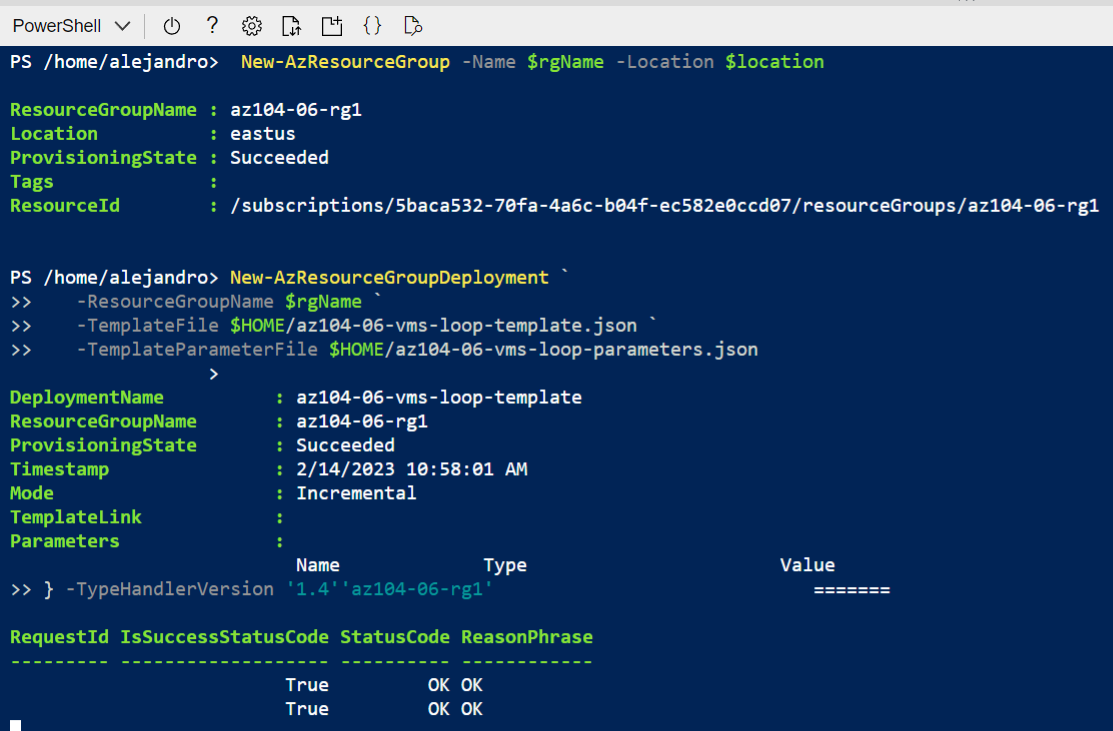 PowerShell
PS /home/alejandro> New-AzResourceGroup -Name $rgName -Location $location
ResourceGroupName : az104-06-rg1
Location : eastus
ProvisioningState : Succeeded
Tags :
ResourceId : /subscriptions/5baca532-70fa-4a6c-b04f-ec582e0ccd07/resourceGroups/az104-06-rg1
PS /home/alejandro> New-AzResourceGroupDeployment `
>> -ResourceGroupName $rgName `
>> -TemplateFile $HOME/az104-06-vms-loop-template.json `
>> -TemplateParameterFile $HOME/az104-06-vms-loop-parameters.json
>
DeploymentName : az104-06-vms-loop-template
ResourceGroupName : az104-06-rg1
ProvisioningState : Succeeded
Timestamp : 2/14/2023 10:58:01 AM
Mode : Incremental
TemplateLink :
Parameters :
Name Type Value
>> } -TypeHandlerVersion '1.4''az104-06-rg1' =======
RequestId IsSuccessStatusCode StatusCode ReasonPhrase
--------- ------------------- ---------- ------------
True OK OK
True OK OK